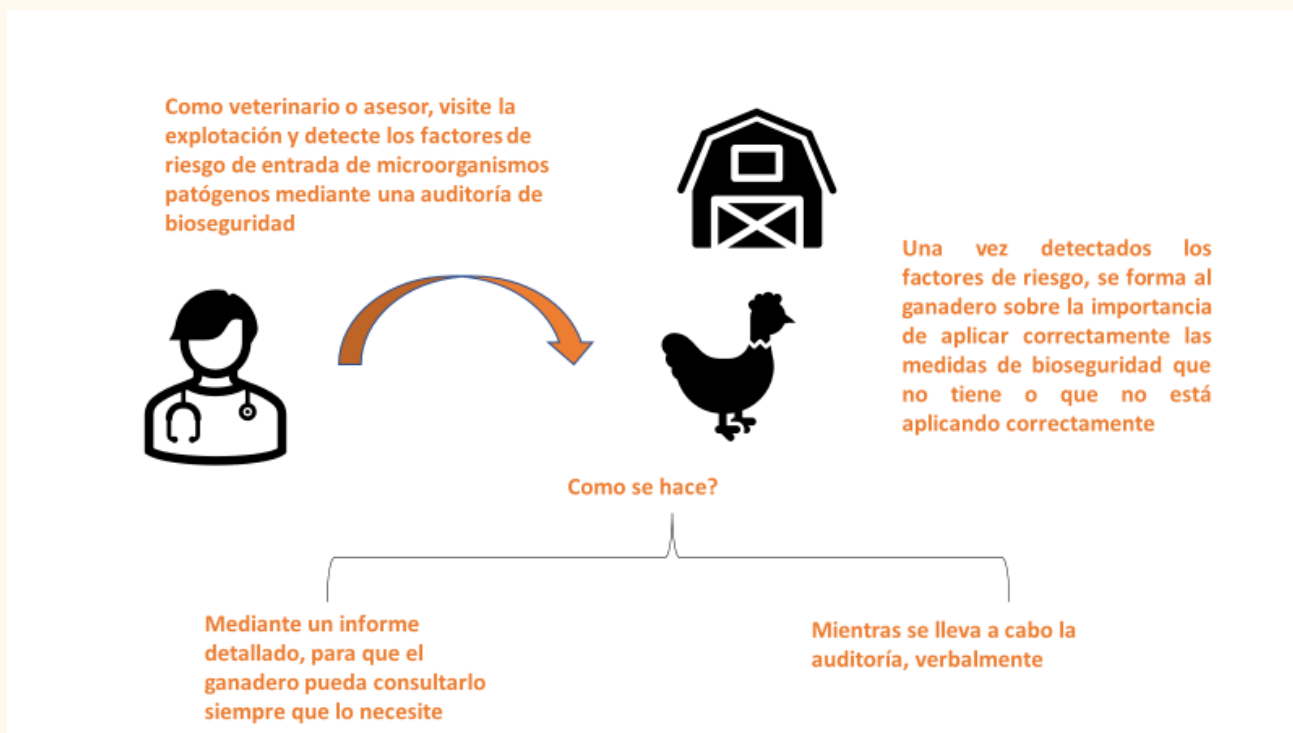 Como veterinario o asesor, visite la
explotación y detecte los factores de
riesgo de entrada de microorganismos
patógenos mediante una auditoría de
bioseguridad
Una vez detectados los
factores de riesgo, se forma al
ganadero sobre la importancia
de aplicar correctamente las
medidas de bioseguridad que
no tiene o que no está
aplicando correctamente
Como se hace?
Mediante un informe
detallado, para que el
ganadero pueda consultarlo
siempre que lo necesite
Mientras se lleva a cabo la
auditoría, verbalmente